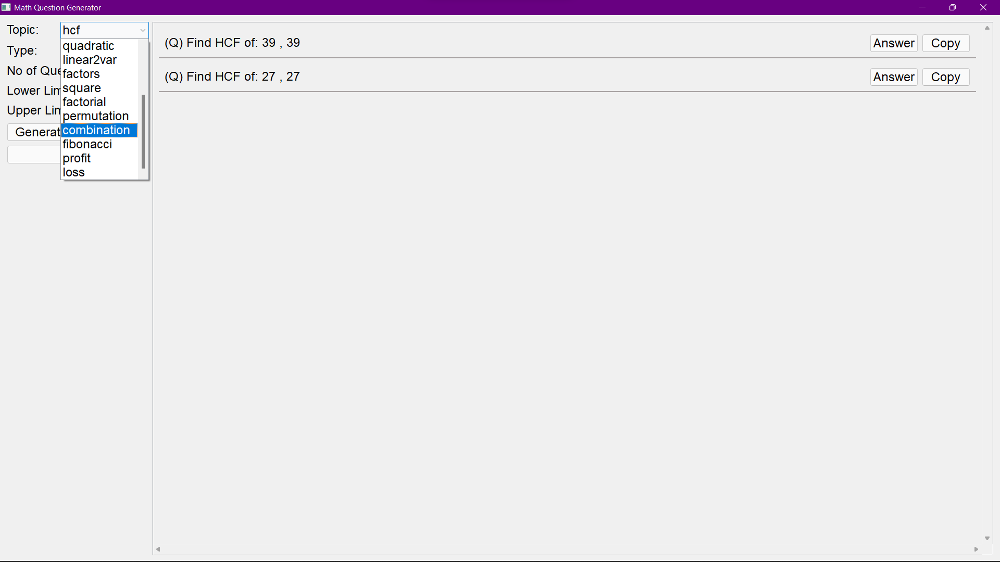 Math Question Generator
Topic:
hcf
quadratic
linear2var
factors
square
factorial
permutation
combination
fibonacci
profit
loss
Type:
No of Que
Lower Lim
Upper Lim
Generat
(Q) Find HCF of: 39 , 39
Answer
Copy
(Q) Find HCF of: 27 , 27
Answer
Copy